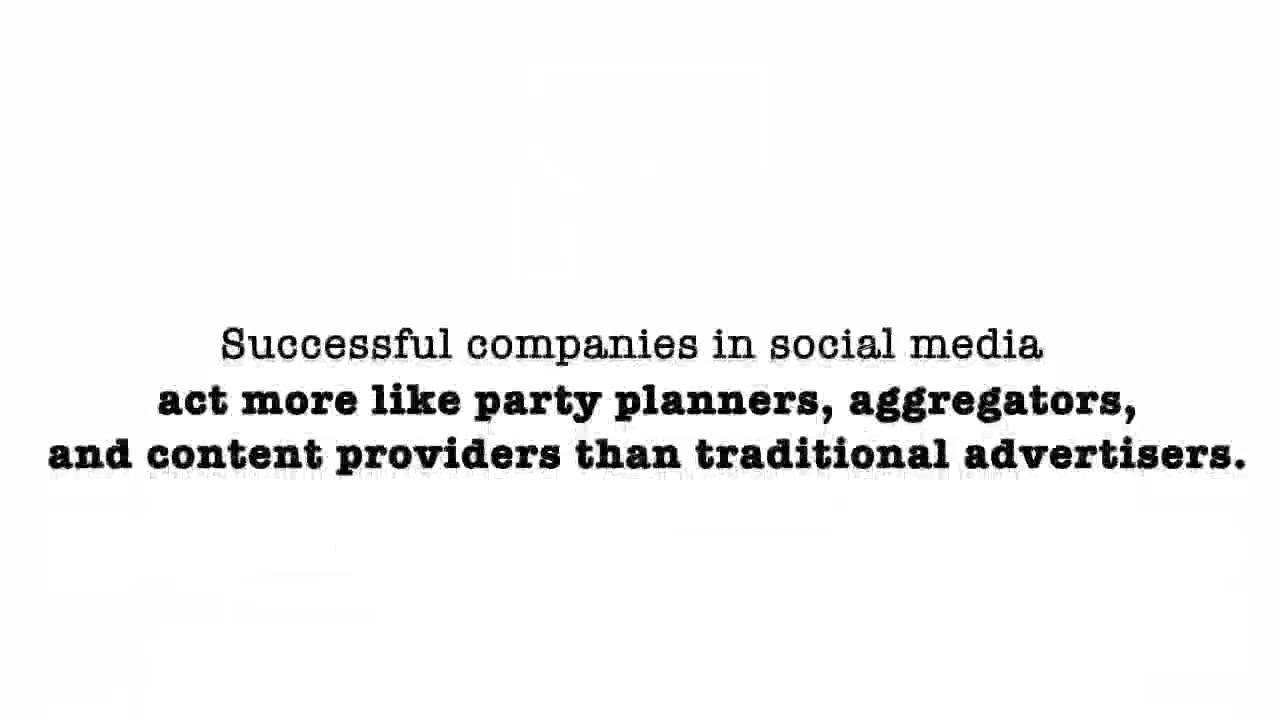 Successful companies in social media
act more like party planners, aggregators,
and content providers than traditional advertisers.